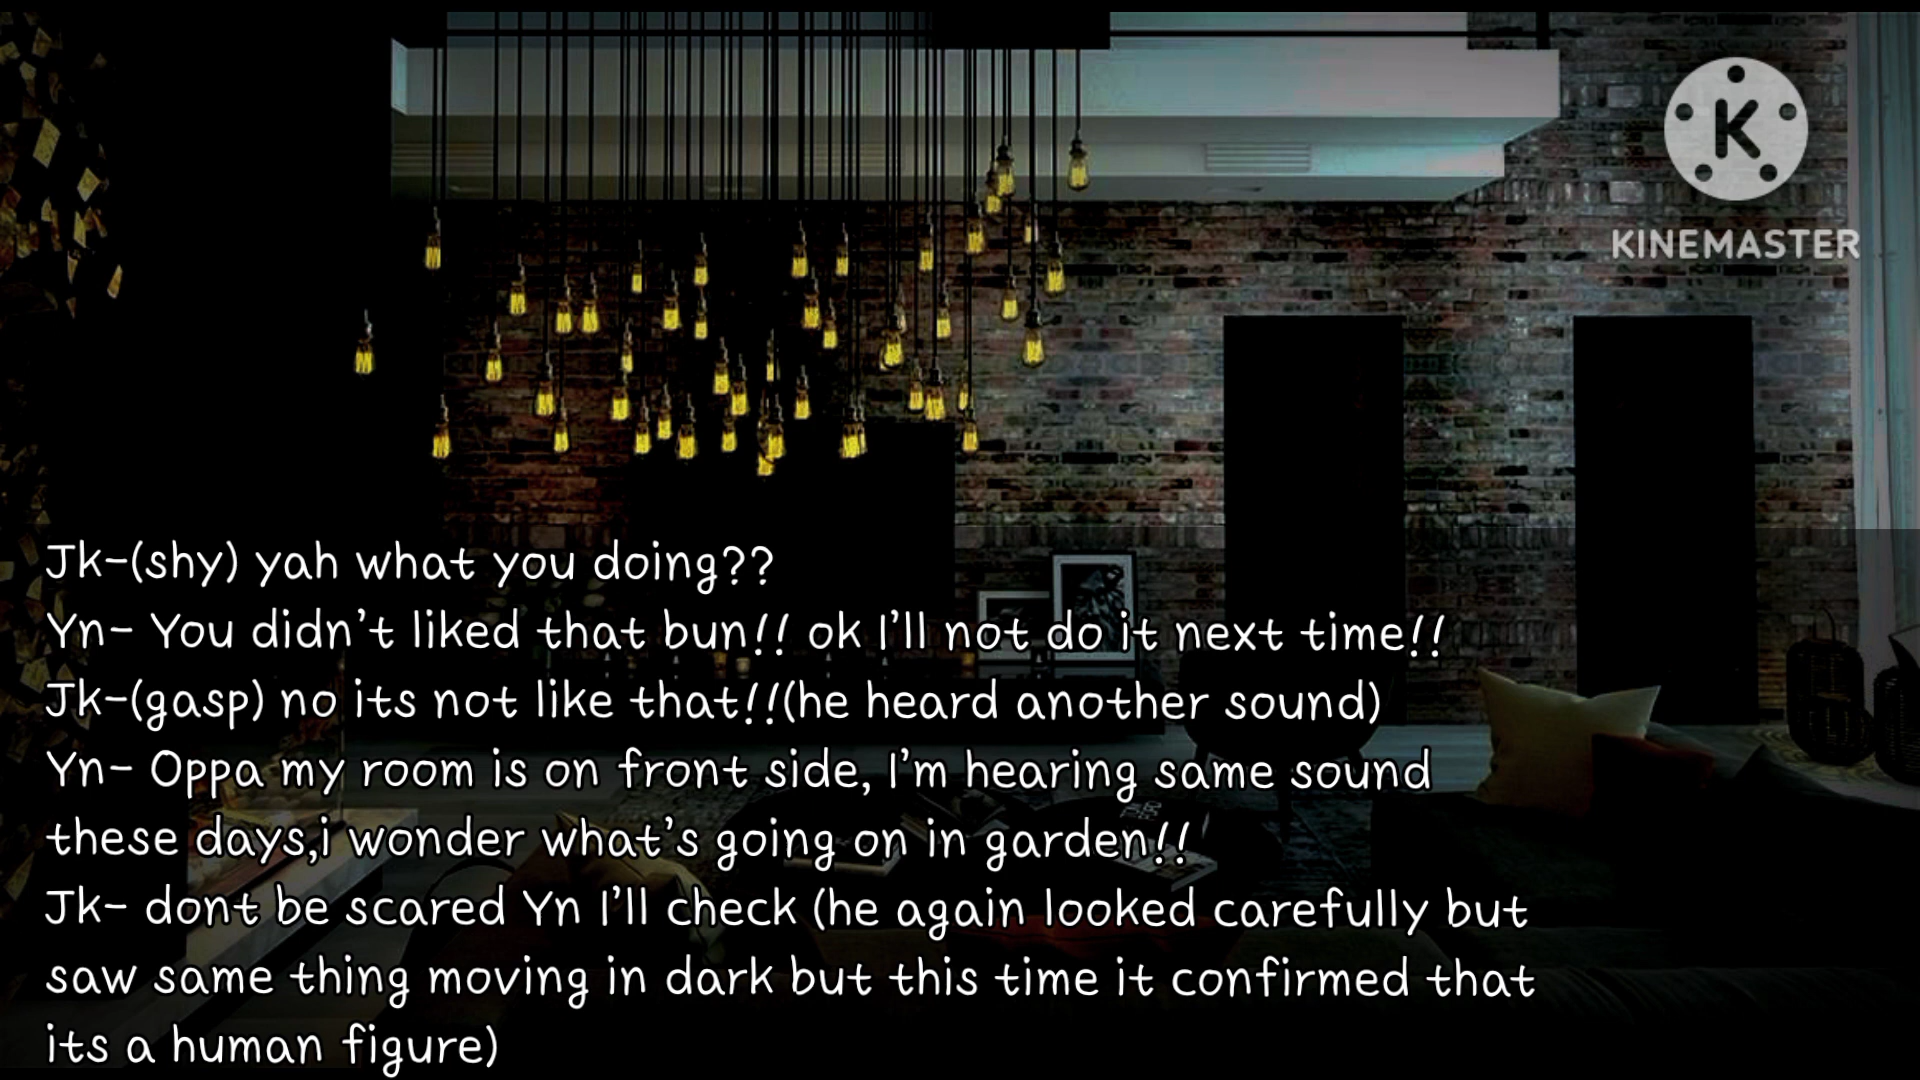 KINEMASTER
Jk-(shy) yah what you doing??
Yn- You didn't liked that bun!! ok I'll not do it next time!!
Jk-(gasp) no its not like that!!(he heard another sound)
Yn- Oppa my room is on front side, I'm hearing same sound
these days,i wonder what's going on in garden!!
Jk- dont be scared Yn I'll check (he again looked carefully but
saw same thing moving in dark but this time it confirmed that
its a human figure)